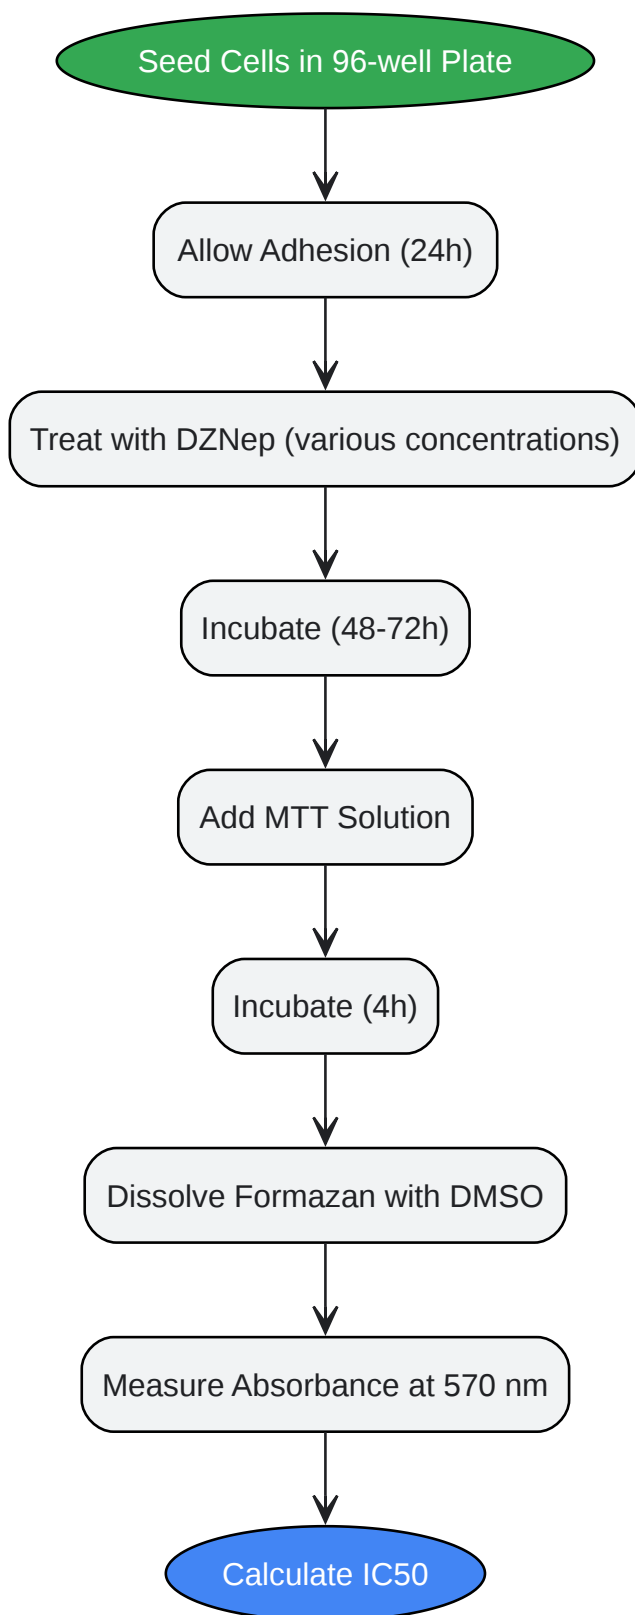 Seed Cells in 96-well Plate
Allow Adhesion (24h)
Treat with DZNep (various concentrations)
Incubate (48-72h)
Add MTT Solution
Incubate (4h)
Dissolve Formazan with DMSO
Measure Absorbance at 570 nm
Calculate IC50